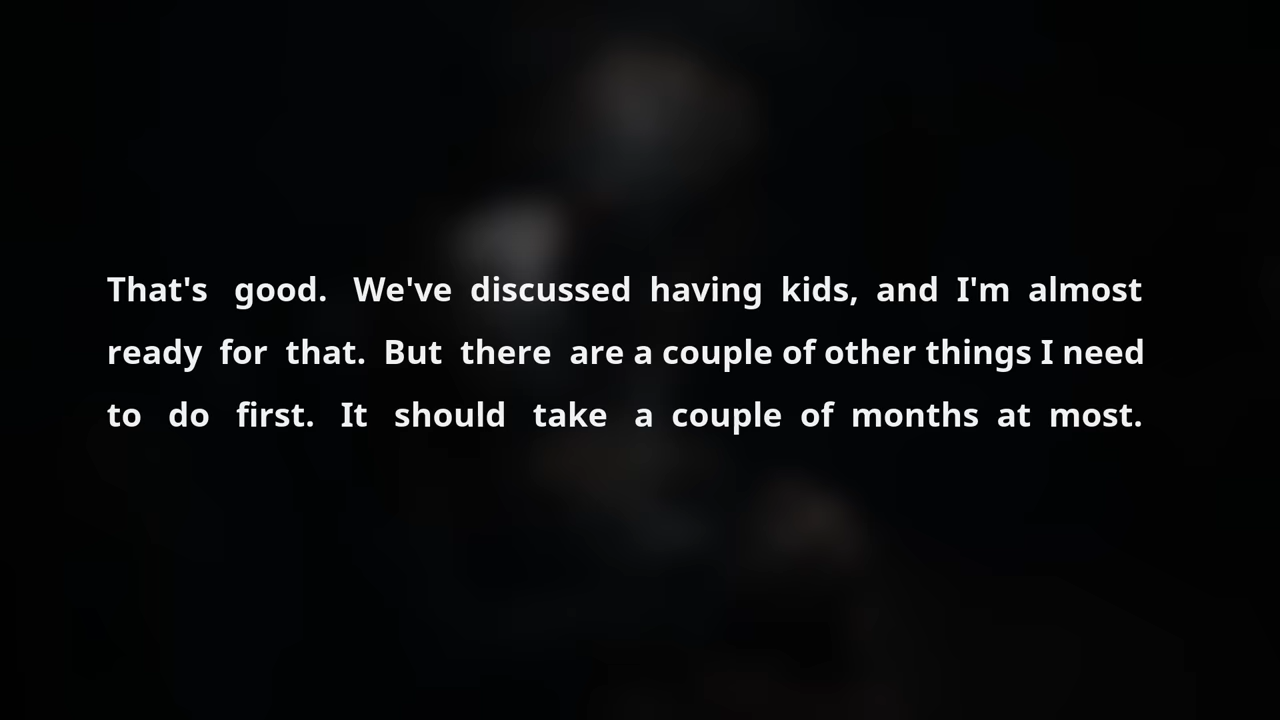 That's good. We've discussed having kids, and I'm almost
ready for that. But there are a couple of other things I need
to do first. It should take a couple of months at most.